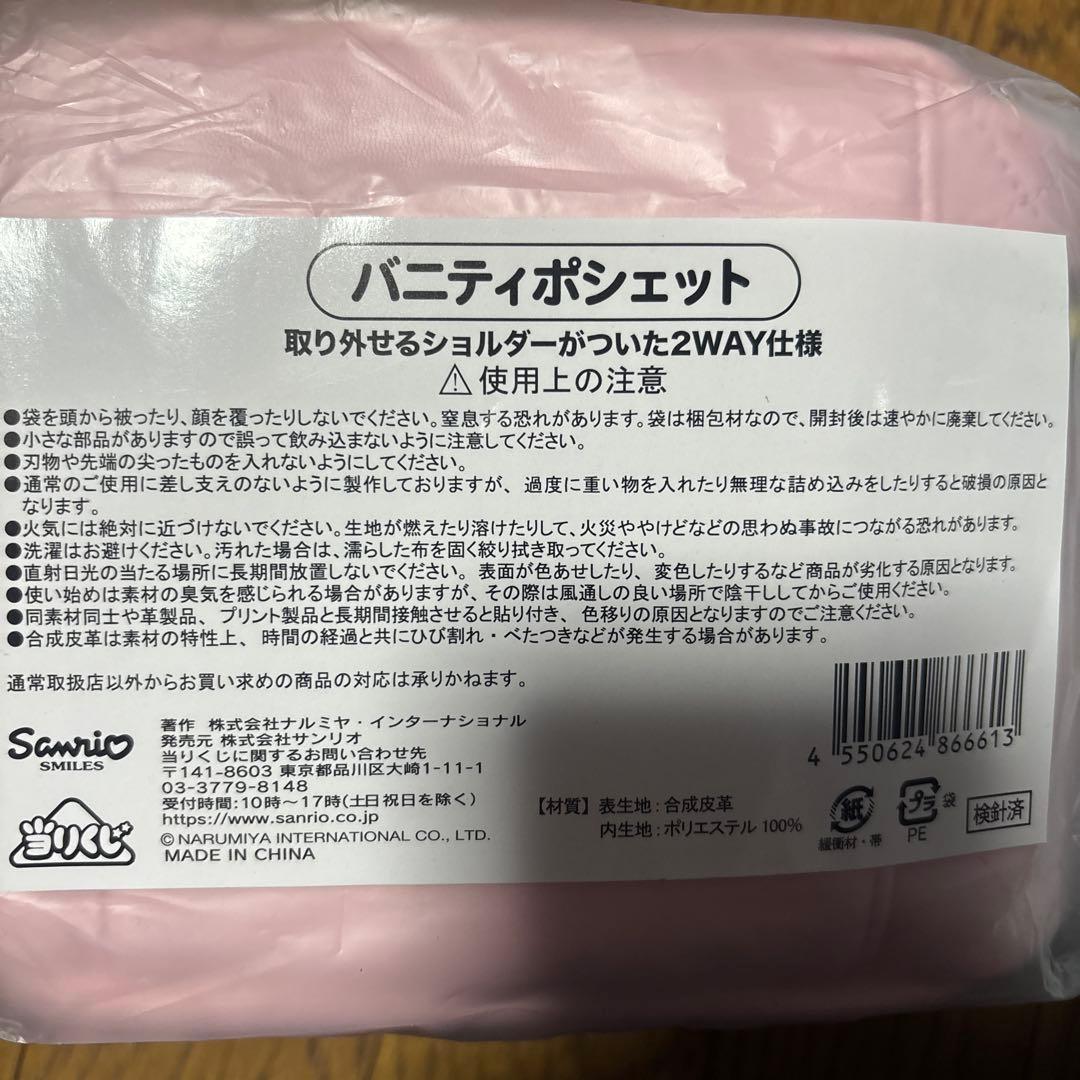 バニティポシェット
取り外せるショルダーがついた2WAY仕様
⚠使用上の注意
●袋を頭から被ったり、顔を覆ったりしないでください。窒息する恐れがあります。袋は梱包材なので、開封後は速やかに廃棄してください。
●小さな部品がありますので誤って飲み込まないように注意してください。
●刃物や先端の尖ったものを入れないようにしてください。
●通常のご使用に差し支えのないように製作しておりますが、過度に重い物を入れたり無理な詰め込みをしたりすると破損の原因と
なります。
●火気には絶対に近づけないでください。生地が燃えたり溶けたりして、火災ややけどなどの思わぬ事故につながる恐れがあります。
●洗濯はお避けください。汚れた場合は、濡らした布を固く絞り拭き取ってください。
●直射日光の当たる場所に長期間放置しないでください。表面が色あせしたり、変色したりするなど商品が劣化する原因となります。
●使い始めは素材の臭気を感じられる場合がありますが、その際は風通しの良い場所で陰干ししてからご使用ください。
●同素材同士や革製品、プリント製品と長期間接触させると貼り付き、色移りの原因となりますのでご注意ください。
●合成皮革は素材の特性上、時間の経過と共にひび割れ・べたつきなどが発生する場合があります。
通常取扱店以外からお買い求めの商品の対応は承りかねます。
Sanrio
SMILES
当りくじ
著作 株式会社ナルミヤ・インターナショナル
発売元 株式会社サンリオ
当りくじに関するお問い合わせ先
〒141-8603 東京都品川区大崎1-11-1
03-3779-8148
受付時間:10時〜17時(土日祝日を除く)
https://www.sanrio.co.jp
©NARUMIYA INTERNATIONAL CO., LTD.
MADE IN CHINA
【材質】表生地:合成皮革
内生地:ポリエステル 100%
4 550624 866613
紙
緩衝材・帯
プラ
袋
PE
検針済